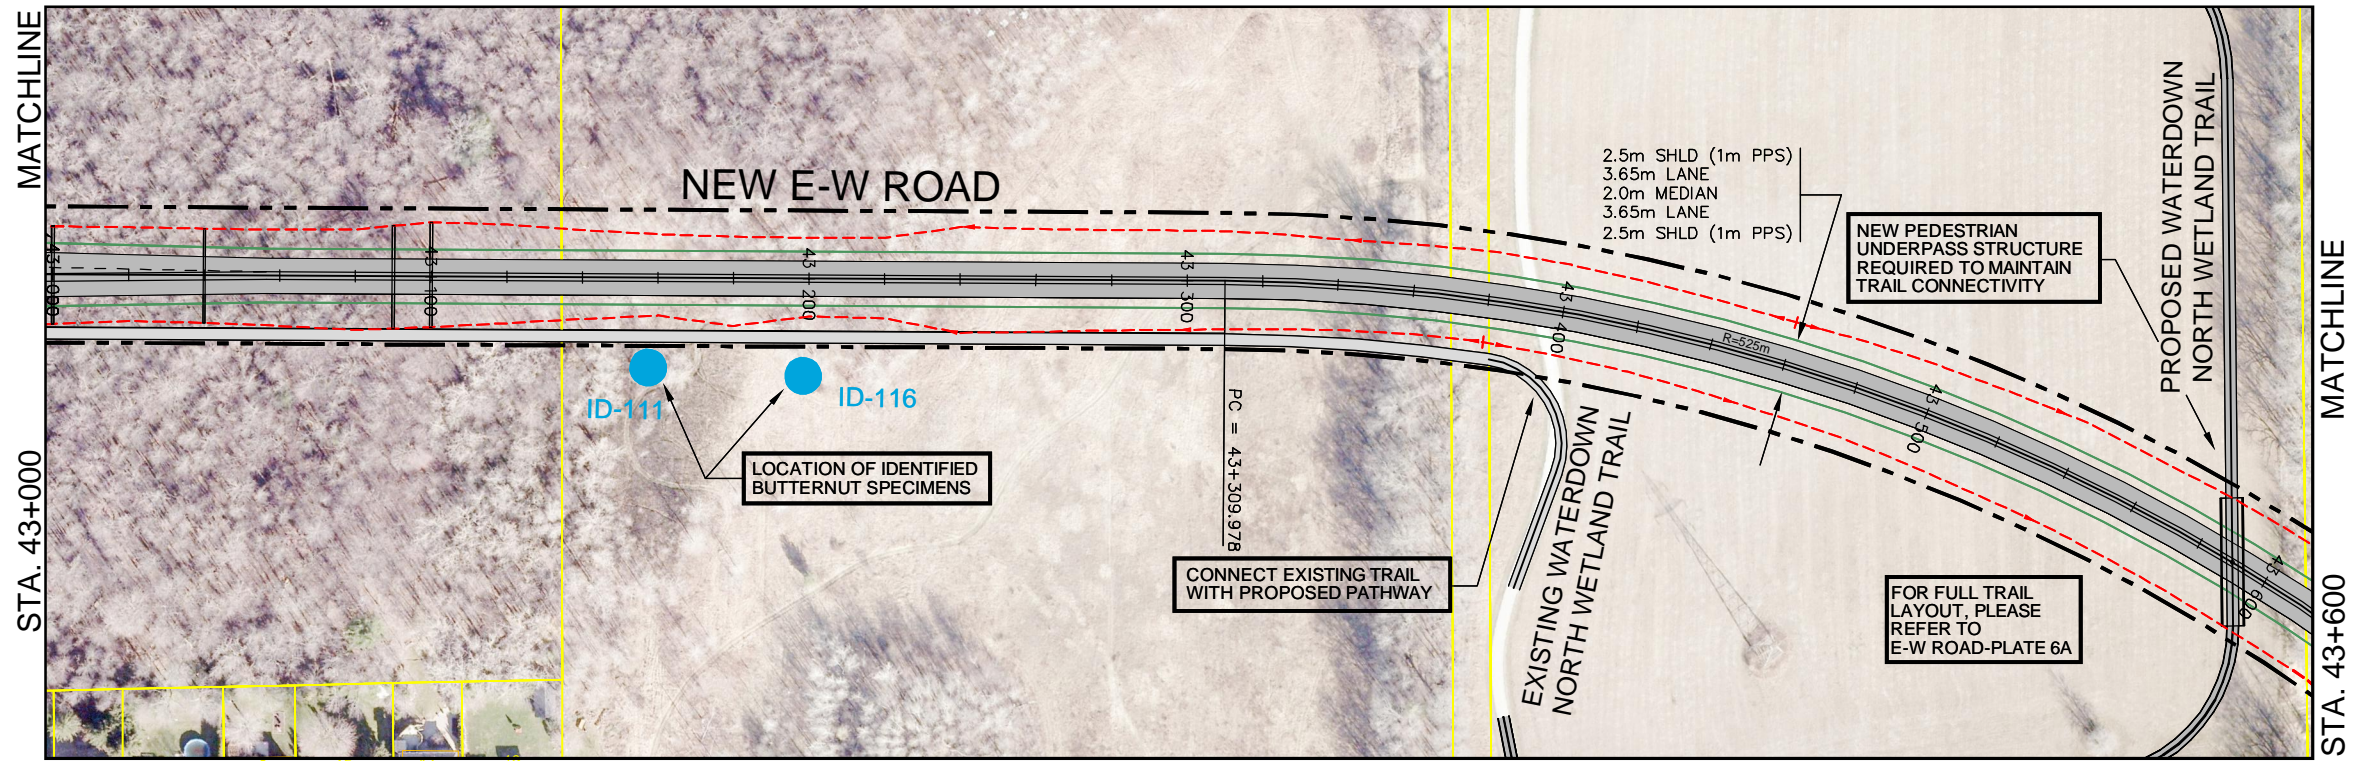 MATCHLINE
STA. 43+000
NEW E-W ROAD
43
000
43
100
43
200
43
300
43
400
43
500
43
600
ID-111
ID-116
LOCATION OF IDENTIFIED
BUTTERNUT SPECIMENS
PC = 43+309.978
CONNECT EXISTING TRAIL
WITH PROPOSED PATHWAY
EXISTING WATERDOWN
NORTH WETLAND TRAIL
2.5m SHLD (1m PPS)
3.65m LANE
2.0m MEDIAN
3.65m LANE
2.5m SHLD (1m PPS)
R=525m
NEW PEDESTRIAN
UNDERPASS STRUCTURE
REQUIRED TO MAINTAIN
TRAIL CONNECTIVITY
PROPOSED WATERDOWN
NORTH WETLAND TRAIL
FOR FULL TRAIL
LAYOUT, PLEASE
REFER TO
E-W ROAD-PLATE 6A
MATCHLINE
STA. 43+600